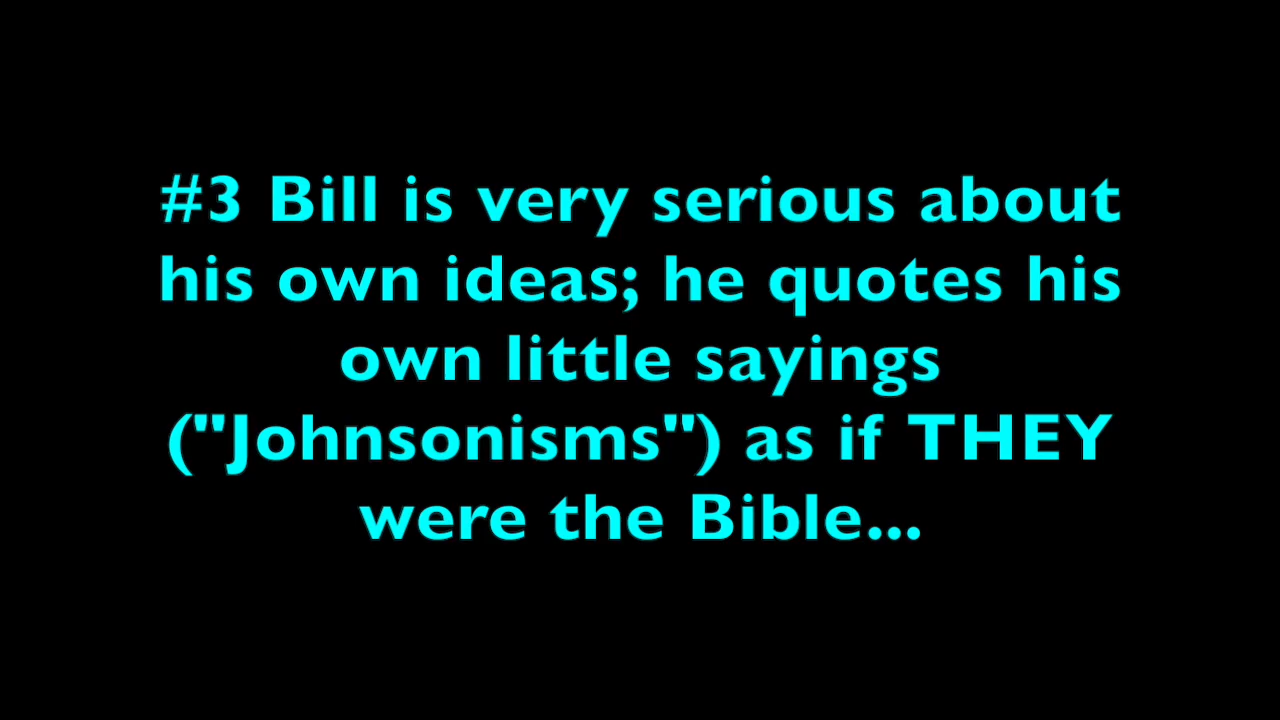 #3 Bill is very serious about
his own ideas; he quotes his
own little sayings
("Johnsonisms") as if THEY
were the Bible...